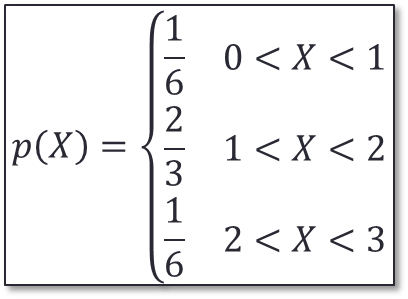 p(X) = { 1/6 0 < X < 1
2/3 1 < X < 2
1/6 2 < X < 3